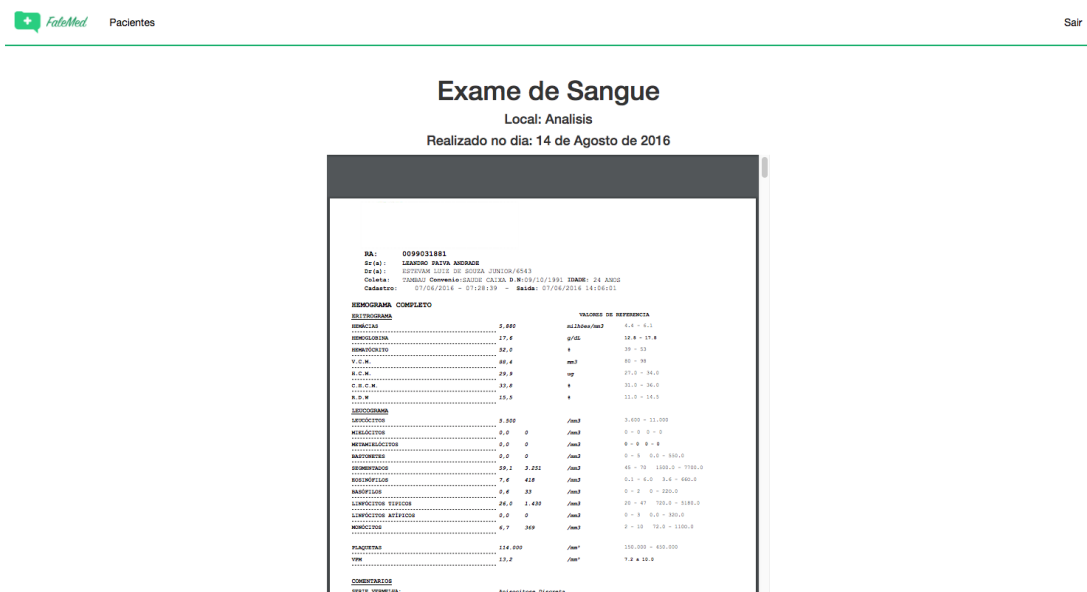 FaleMed Pacientes Sair
Exame de Sangue
Local: Analisis
Realizado no dia: 14 de Agosto de 2016
RA: 0099031881
Sr(a): LEANDRO PAIVA ANDRADE
Dr(a): ESTEVAM LUIZ DE SOUZA JUNIOR/6543
Coleta: TAMBAU Convenio:SAUDE CAIXA D.N:09/10/1991 IDADE: 24 ANOS
Cadastro: 07/06/2016 - 07:28:39 - Saida: 07/06/2016 14:06:01
HEMOGRAMA COMPLETO
ERITROGRAMA VALORES DE REFERENCIA
HEMÁCIAS 5,880 milhões/mm3
HEMOGLOBINA 17,6 g/dL 12.8 - 17.8
HEMATÓCRITO 52,0 39 - 53
V.C.M. 88,4 mm3 80 - 98
H.C.M. 29,9 ug 27.0 - 34.0
C.H.C.M. 33,8 31.0 - 36.0
R.D.W 15,5 11.0 - 14.5
LEUCOGRAMA
LEUCÓCITOS 5.500 /mm3 3.600 - 11.000
MIELÓCITOS 0,0 0 /mm3 0 - 0 0 - 0
METAMIELÓCITOS 0,0 0 /mm3 0 - 0 0 - 0
BASTONETES 0,0 0 /mm3 0 - 5 0.0 - 550.0
SEGMENTADOS 59,1 3.251 /mm3 45 - 70 1500.0 - 7700.0
EOSINÓFILOS 7,6 418 /mm3 0.1 - 6.0 3.6 - 660.0
BASÓFILOS 0,6 33 /mm3 0 - 2 0 - 220.0
LINFÓCITOS TIPICOS 26,0 1.430 /mm3 20 - 47 720.0 - 5180.0
LINFÓCITOS ATÍPICOS 0,0 0 /mm3 0 - 3 0.0 - 320.0
MONÓCITOS 6,7 369 /mm3 2 - 10 72.0 - 1100.0
PLAQUETAS 114.000 /mm³ 150.000 - 450.000
VPM 13,2 /mm³ 7.2 a 10.0
COMENTARIOS
SERIE VERMELHA: Anisocitose Discreta